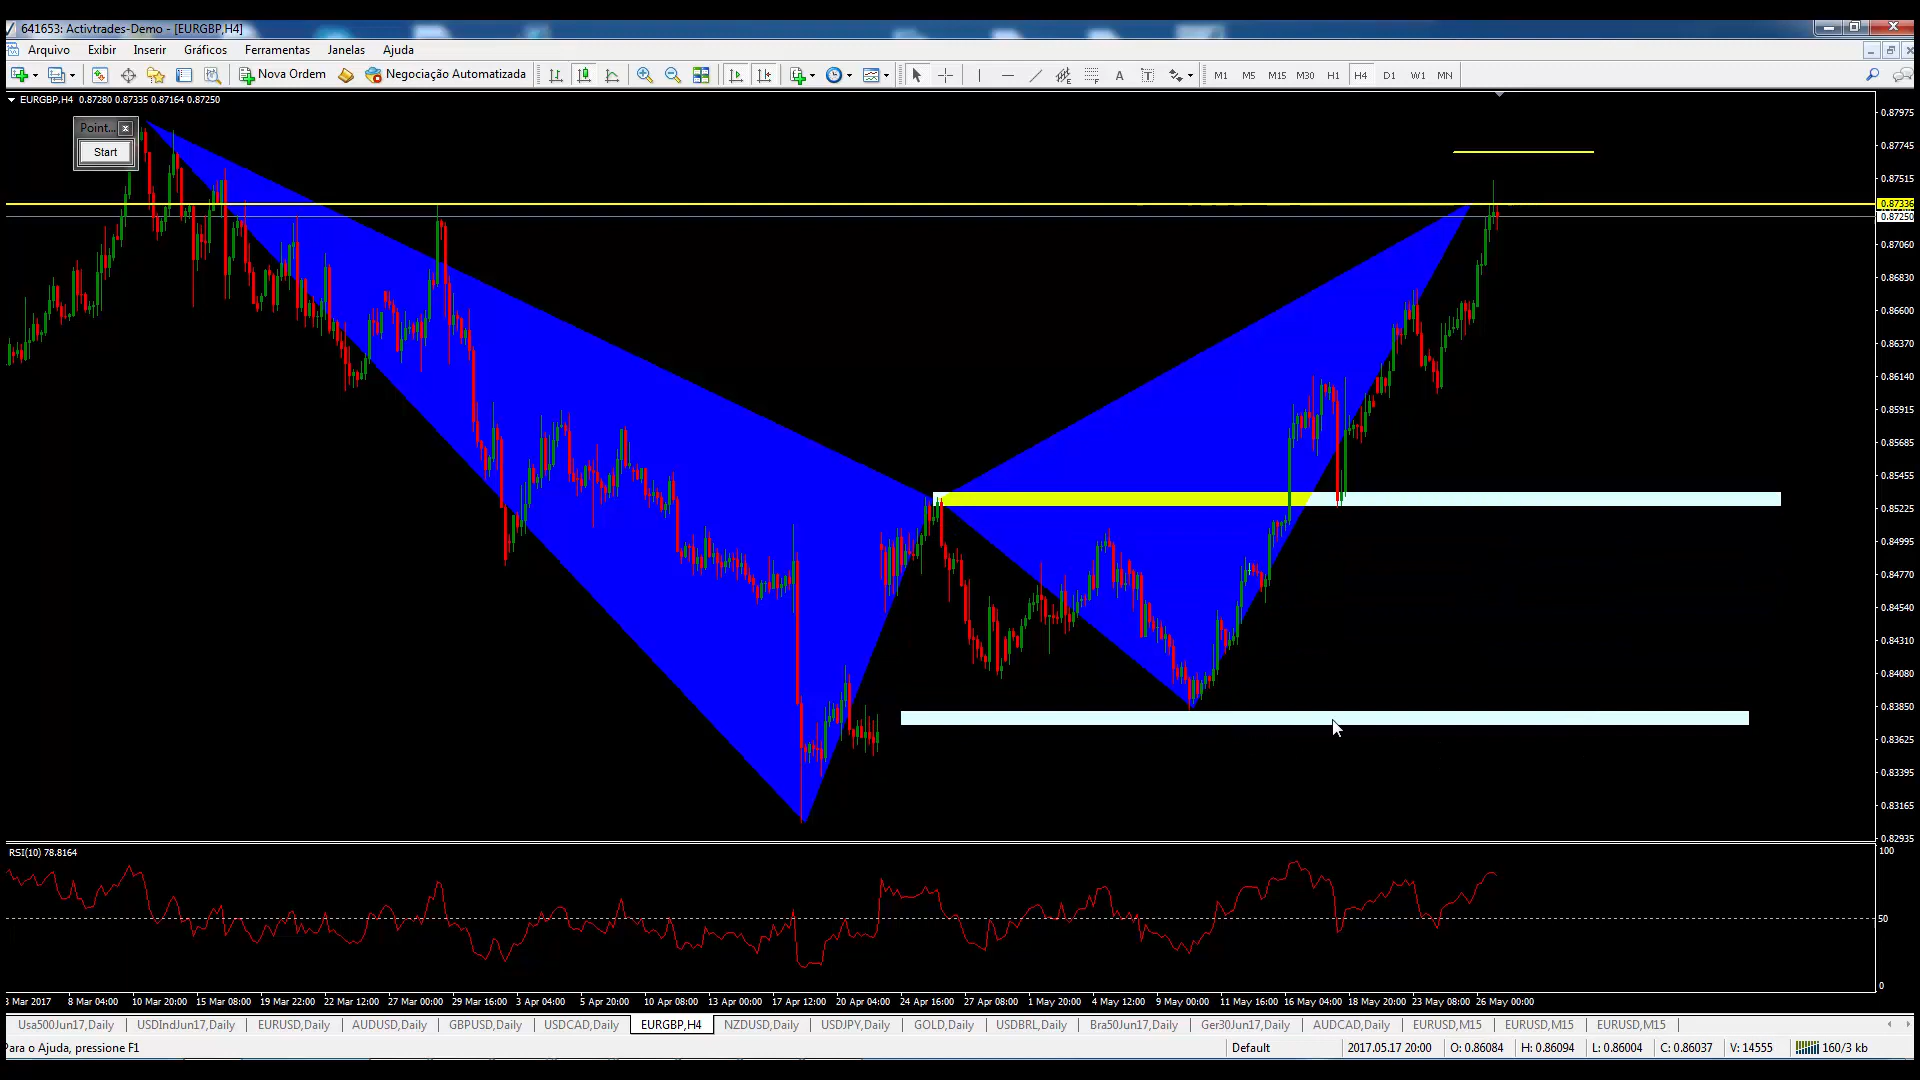 641653: Activtrades-Demo - [EURGBP,H4]
Arquivo Exibir Inserir Gráficos Ferramentas Janelas Ajuda
Nova Ordem Negociação Automatizada A T M1 M5 M15 M30 H1 H4 D1 W1 MN
EURGBP,H4 0.87280 0.87335 0.87164 0.87250
Point...
Start
0.87975
0.87745
0.87515
0.87336
0.87250
0.87060
0.86830
0.86600
0.86370
0.86140
0.85915
0.85685
0.85455
0.85225
0.84995
0.84770
0.84540
0.84310
0.84080
0.83850
0.83625
0.83395
0.83165
0.82935
RSI(10) 78.8164
100
50
0
3 Mar 2017 8 Mar 04:00 10 Mar 20:00 15 Mar 08:00 19 Mar 22:00 22 Mar 12:00 27 Mar 00:00 29 Mar 16:00 3 Apr 04:00 5 Apr 20:00 10 Apr 08:00 13 Apr 00:00 17 Apr 12:00 20 Apr 04:00 24 Apr 16:00 27 Apr 08:00 1 May 20:00 4 May 12:00 9 May 00:00 11 May 16:00 16 May 04:00 18 May 20:00 23 May 08:00 26 May 00:00
Usa500Jun17,Daily USDIndJun17,Daily EURUSD,Daily AUDUSD,Daily GBPUSD,Daily USDCAD,Daily EURGBP,H4 NZDUSD,Daily USDJPY,Daily GOLD,Daily USDBRL,Daily Bra50Jun17,Daily Ger30Jun17,Daily AUDCAD,Daily EURUSD,M15 EURUSD,M15 EURUSD,M15
Para o Ajuda, pressione F1 Default 2017.05.17 20:00 O: 0.86084 H: 0.86094 L: 0.86004 C: 0.86037 V: 14555 160/3 kb